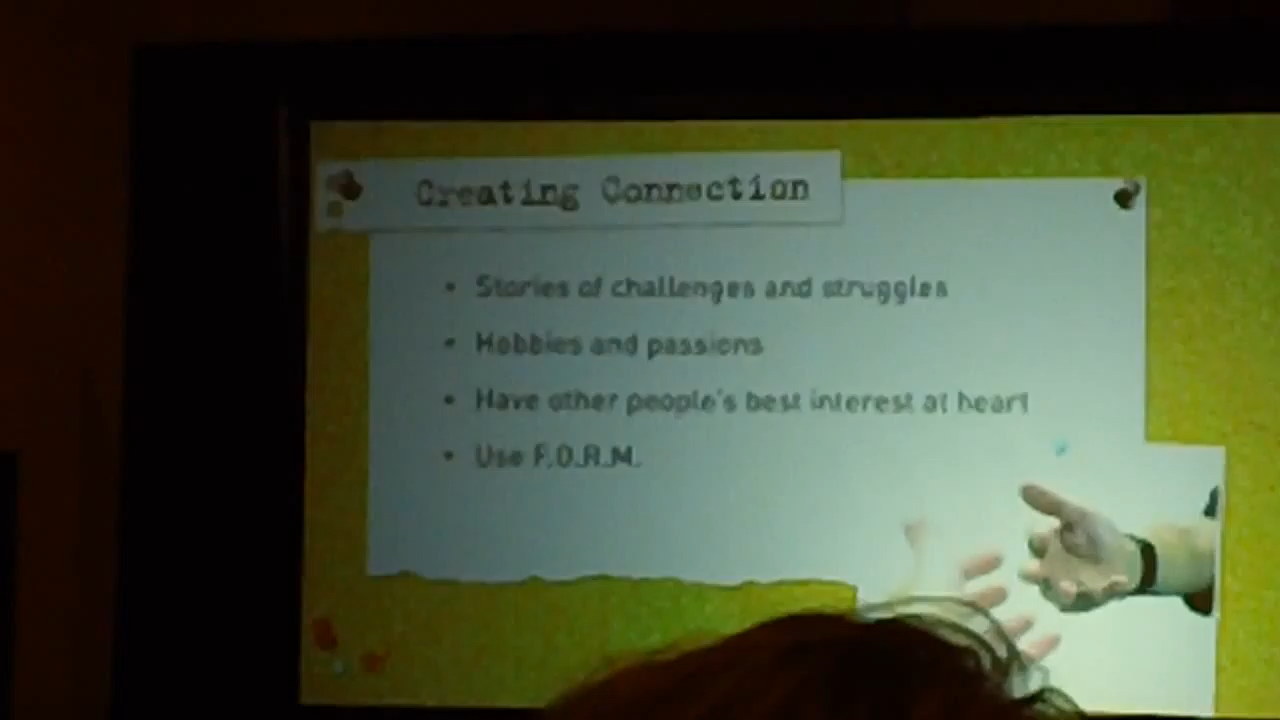 Creating Connection
• Stories of challenges and struggles
• Hobbies and passions
• Have other people's best interest at heart
• Use F.O.R.M.